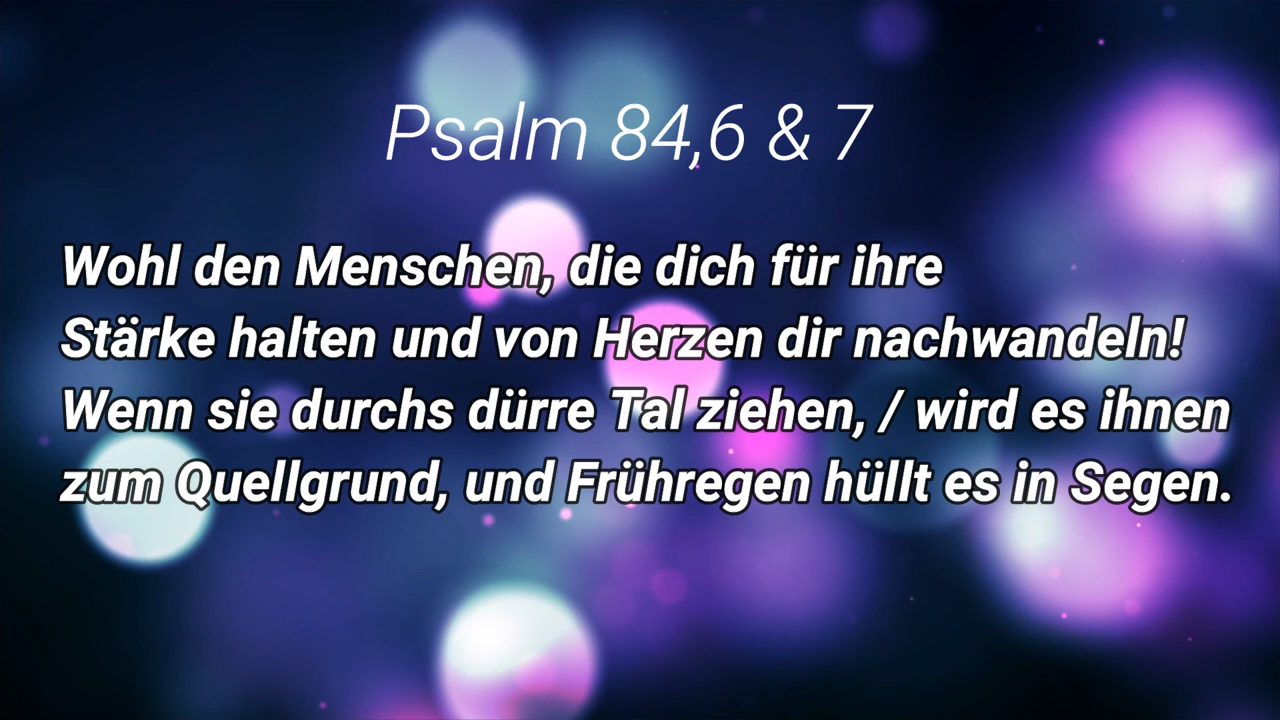 Psalm 84,6 & 7
Wohl den Menschen, die dich für ihre
Stärke halten und von Herzen dir nachwandeln!
Wenn sie durchs dürre Tal ziehen, / wird es ihnen
zum Quellgrund, und Frühregen hüllt es in Segen.